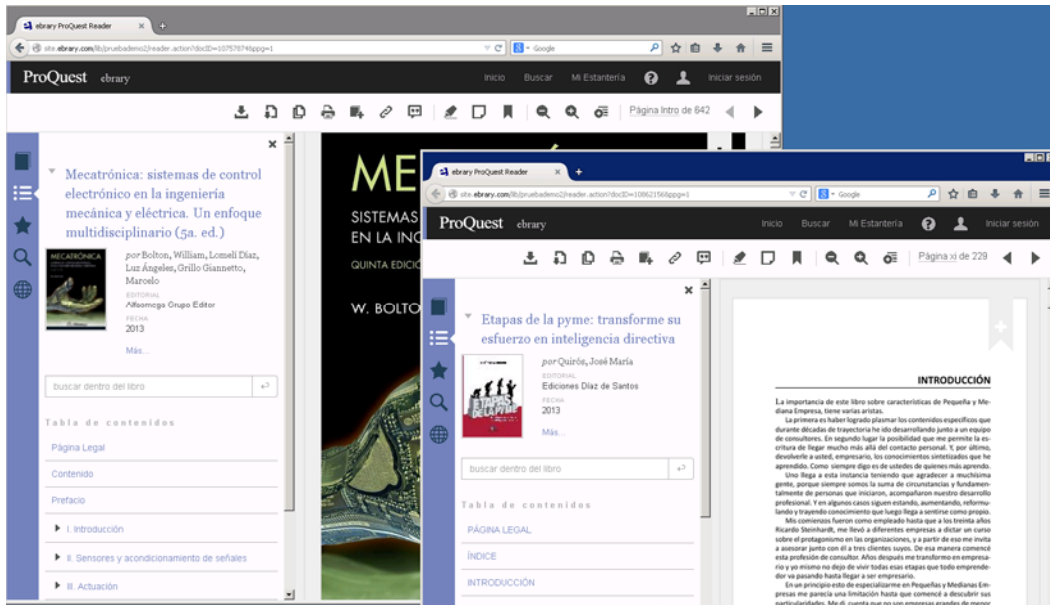 ebrary ProQuest Reader
site.ebrary.com/lib/pruebademo2/reader.action?docID=10757874&ppg=1
Google
ProQuest ebrary
Inicio Buscar Mi Estantería Iniciar sesión
Página Intro de 642
Mecatrónica: sistemas de control
electrónico en la ingeniería
mecánica y eléctrica. Un enfoque
multidisciplinario (5a. ed.)
MECATRÓNICA
por Bolton, William, Lomelí Díaz,
Luz Ángeles, Grillo Giannetto,
Marcelo
EDITORIAL
Alfaomega Grupo Editor
FECHA
2013
Más...
buscar dentro del libro
Tabla de contenidos
Página Legal
Contenido
Prefacio
I. Introducción
II. Sensores y acondicionamiento de señales
III. Actuación
SISTEMAS
EN LA ING
QUINTA EDICIÓ
W. BOLTO
ebrary ProQuest Reader
site.ebrary.com/lib/pruebademo2/reader.action?docID=10862156&ppg=1
Google
ProQuest ebrary
Inicio Buscar Mi Estantería Iniciar sesión
Página xi de 229
Etapas de la pyme: transforme su
esfuerzo en inteligencia directiva
ETAPAS
DE LA PYME
por Quirós, José María
EDITORIAL
Ediciones Díaz de Santos
FECHA
2013
Más...
buscar dentro del libro
Tabla de contenidos
PÁGINA LEGAL
ÍNDICE
INTRODUCCIÓN
INTRODUCCIÓN
La importancia de este libro sobre características de Pequeña y Me-
diana Empresa, tiene varias aristas.
La primera es haber logrado plasmar los contenidos específicos que
durante décadas de trayectoria he ido desarrollando junto a un equipo
de consultores. En segundo lugar la posibilidad que me permite la es-
critura de llegar mucho más allá del contacto personal. Y, por último,
devolverle a usted, empresario, los conocimientos sintetizados que he
aprendido. Como siempre digo es de ustedes de quienes más aprendo.
Uno llega a esta instancia teniendo que agradecer a muchísima
gente, porque siempre somos la suma de circunstancias y fundamen-
talmente de personas que iniciaron, acompañaron nuestro desarrollo
profesional. Y en algunos casos siguen estando, aumentando, reformu-
lando y trayendo conocimiento que luego llega a sentirse como propio.
Mis comienzos fueron como empleado hasta que a los treinta años
Ricardo Steinhardt, me llevó a diferentes empresas a dictar un curso
sobre el protagonismo en las organizaciones, y a partir de eso me invita
a asesorar junto con él a tres clientes suyos. De esa manera comencé
esta profesión de consultor. Años después me transformo en empresa-
rio y yo mismo no dejo de vivir todas esas etapas que todo emprende-
dor va pasando hasta llegar a ser empresario.
En un principio esto de especializarme en Pequeñas y Medianas Em-
presas me parecía una limitación hasta que comencé a descubrir sus
particularidades. Me di cuenta que no son empresas grandes de menor